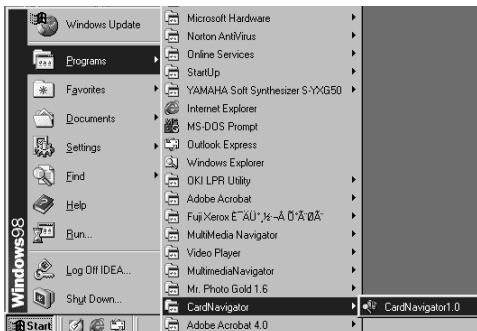 Windows Update
Programs
Favorites
Documents
Settings
Find
Help
Run...
Log Off IDEA...
Shut Down...
Windows98
Start
Microsoft Hardware
Norton AntiVirus
Online Services
StartUp
YAMAHA Soft Synthesizer S-YXG50
Internet Explorer
MS-DOS Prompt
Outlook Express
Windows Explorer
OKI LPR Utility
Adobe Acrobat
Fuji Xerox
MultiMedia Navigator
Video Player
MultimediaNavigator
Mr. Photo Gold 1.6
CardNavigator
Adobe Acrobat 4.0
CardNavigator1.0